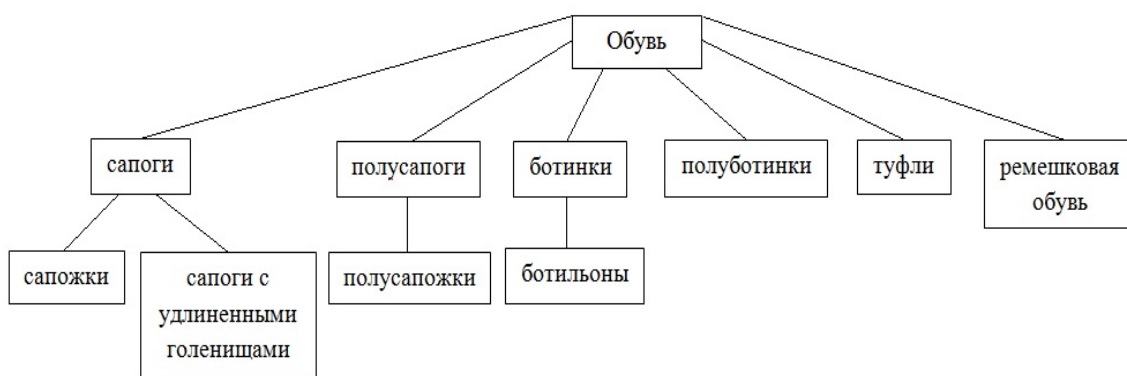 Обувь
сапоги
полусапоги
ботинки
полуботинки
туфли
ремешковая
обувь
сапожки
сапоги с
удлиненными
голенищами
полусапожки
ботильоны